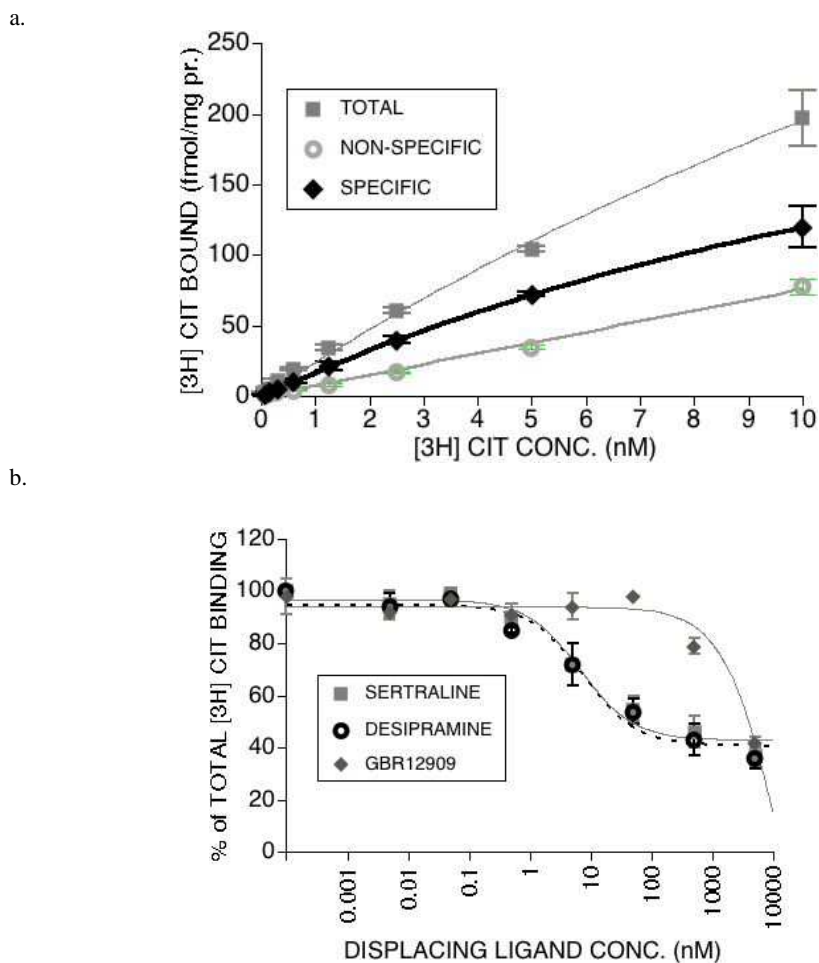 a.
250
200
150
100
50
0
[3H] CIT BOUND (fmol/mg pr.)
TOTAL
NON-SPECIFIC
SPECIFIC
0 1 2 3 4 5 6 7 8 9 10
[3H] CIT CONC. (nM)
b.
120
100
80
60
40
20
0
% of TOTAL [3H] CIT BINDING
SERTRALINE
DESIPRAMINE
GBR12909
0.001 0.01 0.1 1 10 100 1000 10000
DISPLACING LIGAND CONC. (nM)